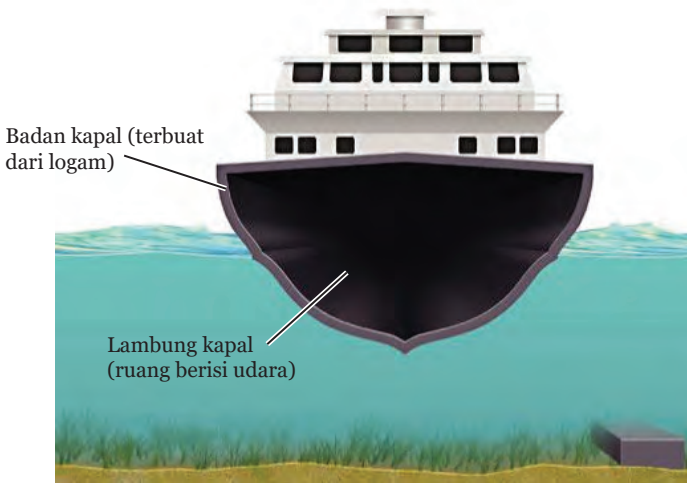 Badan kapal (terbuat
dari logam)
Lambung kapal
(ruang berisi udara)